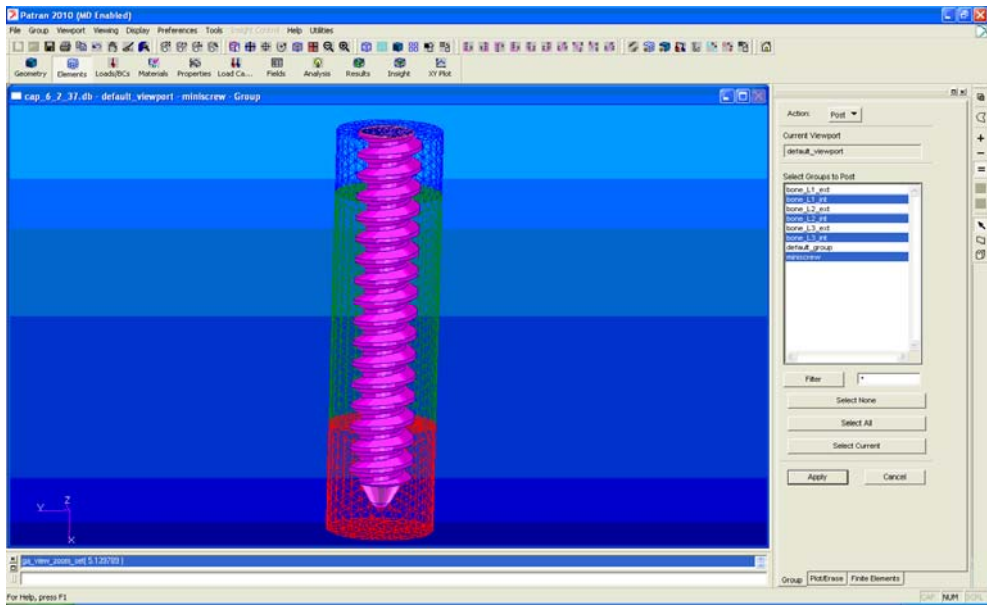 Patran 2010 (MD Enabled)
File Group Viewport Viewing Display Preferences Tools Insight Control Help Utilities
Geometry Elements Loads/BCs Materials Properties Load Ca... Fields Analysis Results Insight XY Plot
cap_6_2_37.db - default_viewport - miniscrew - Group
Action: Post
Current Viewport
default_viewport
Select Groups to Post
bone_L1_ext
bone_L1_int
bone_L2_ext
bone_L2_int
bone_L3_ext
bone_L3_int
default_group
miniscrew
Filter *
Select None
Select All
Select Current
Apply Cancel
Y Z
X
ga_view_zoom_set( 5.129789 )
Group Plot/Erase Finite Elements
For Help, press F1
CAP NUM SCRL